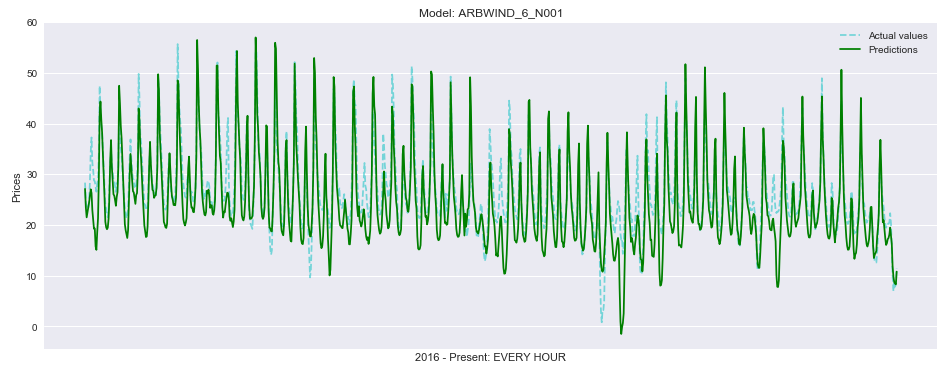 Model: ARBWIND_6_N001
Actual values
Predictions
60
50
40
30
20
10
0
Prices
2016 - Present: EVERY HOUR